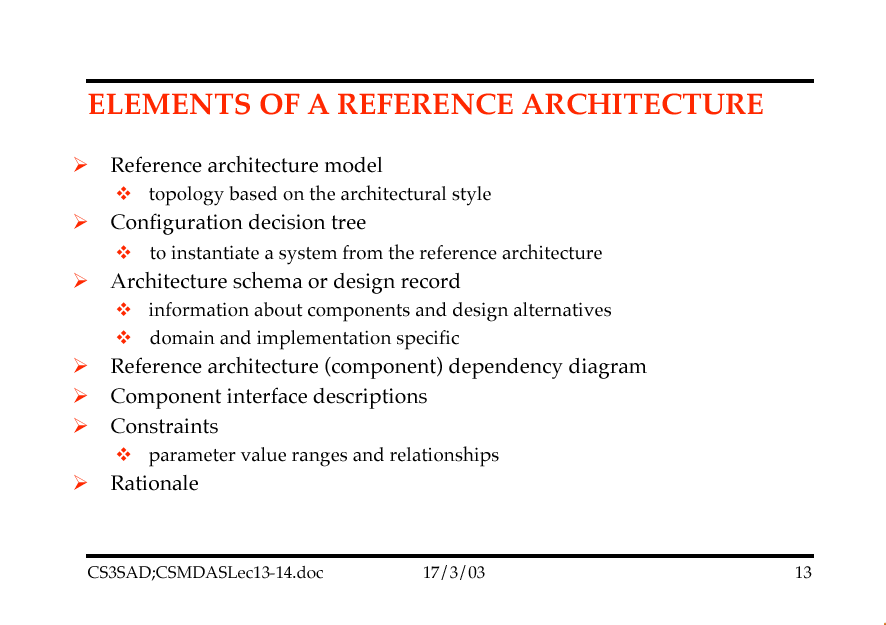 ELEMENTS OF A REFERENCE ARCHITECTURE
Reference architecture model
topology based on the architectural style
Configuration decision tree
to instantiate a system from the reference architecture
Architecture schema or design record
information about components and design alternatives
domain and implementation specific
Reference architecture (component) dependency diagram
Component interface descriptions
Constraints
parameter value ranges and relationships
Rationale
CS3SAD;CSMDASLec13-14.doc 17/3/03 13